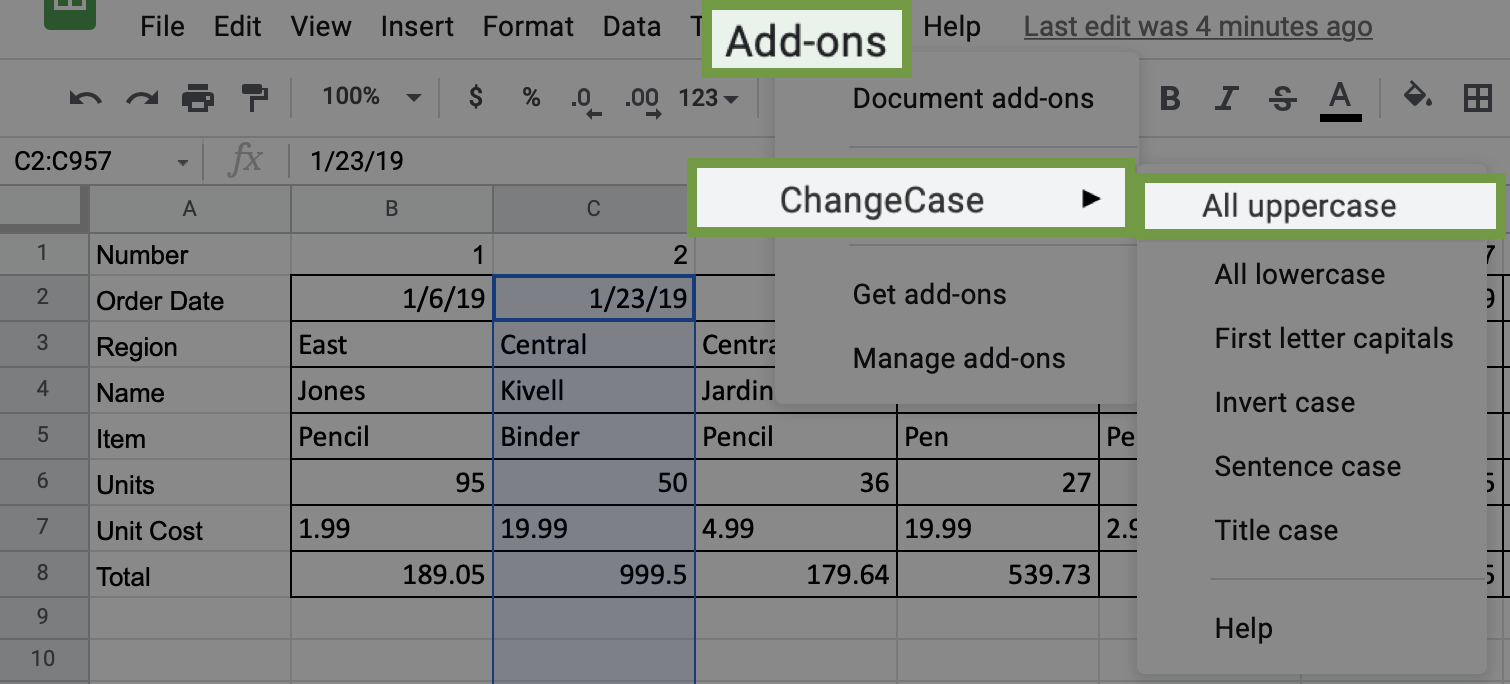 File Edit View Insert Format Data Add-ons Help Last edit was 4 minutes ago
100% $ % .0 .00 123 B I S A
Document add-ons
C2:C957 fx 1/23/19
ChangeCase
All uppercase
All lowercase
First letter capitals
Invert case
Sentence case
Title case
Help
Get add-ons
Manage add-ons
A B C
1 Number 1 2 7
2 Order Date 1/6/19 1/23/19 9
3 Region East Central
4 Name Jones Kivell
5 Item Pencil Binder Pencil Pen
6 Units 95 50 36 27 5
7 Unit Cost 1.99 19.99 4.99 19.99
8 Total 189.05 999.5 179.64 539.73 5
9
10